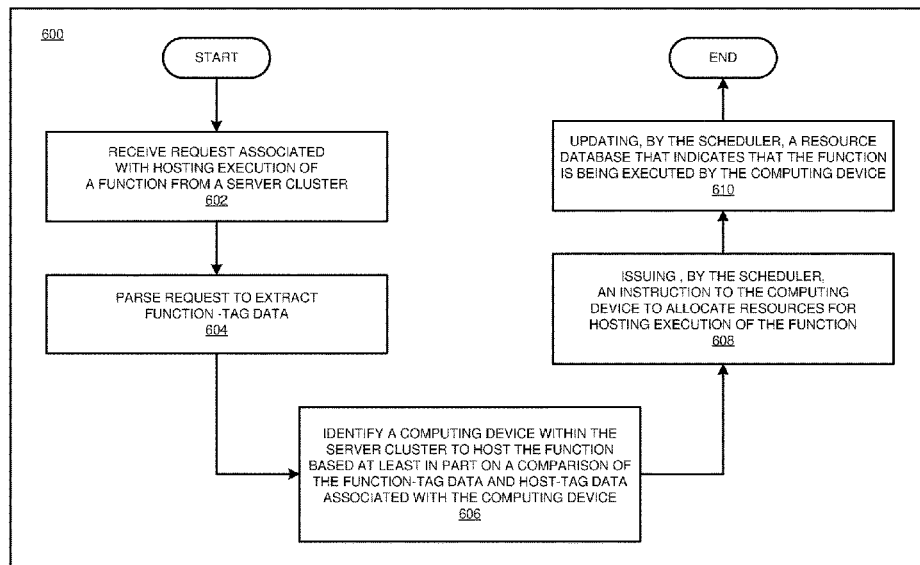 600
START
RECEIVE REQUEST ASSOCIATED
WITH HOSTING EXECUTION OF
A FUNCTION FROM A SERVER CLUSTER
602
PARSE REQUEST TO EXTRACT
FUNCTION -TAG DATA
604
IDENTIFY A COMPUTING DEVICE WITHIN THE
SERVER CLUSTER TO HOST THE FUNCTION
BASED AT LEAST IN PART ON A COMPARISON OF
THE FUNCTION-TAG DATA AND HOST-TAG DATA
ASSOCIATED WITH THE COMPUTING DEVICE
606
ISSUING , BY THE SCHEDULER,
AN INSTRUCTION TO THE COMPUTING
DEVICE TO ALLOCATE RESOURCES FOR
HOSTING EXECUTION OF THE FUNCTION
608
UPDATING, BY THE SCHEDULER, A RESOURCE
DATABASE THAT INDICATES THAT THE FUNCTION
IS BEING EXECUTED BY THE COMPUTING DEVICE
610
END